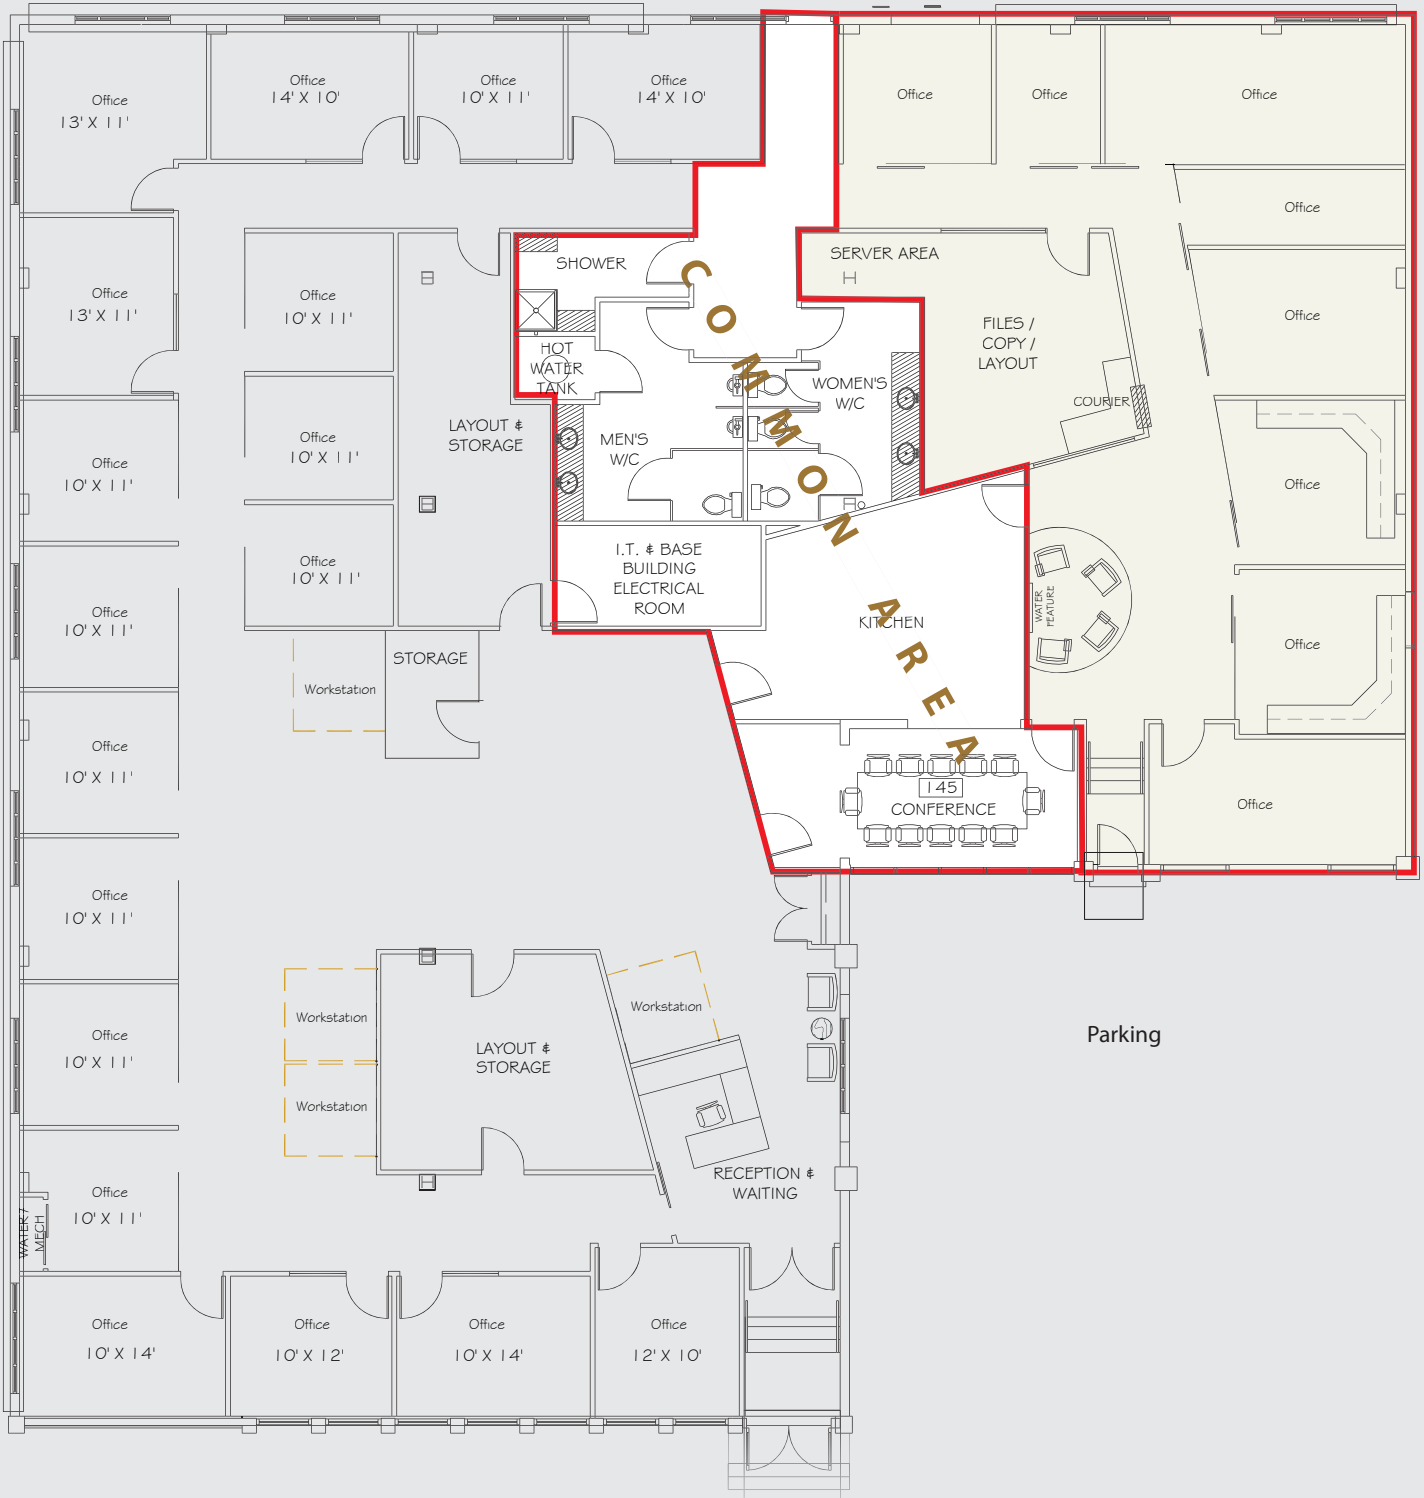 Office
13' X 11'
Office
14' X 10'
Office
10' X 11'
Office
14' X 10'
Office
Office
Office
Office
Office
13' X 11'
Office
10' X 11'
SHOWER
SERVER AREA
COMMON AREA
Office
FILES /
COPY /
LAYOUT
HOT
WATER
TANK
WOMEN'S
W/C
COURIER
LAYOUT &
STORAGE
MEN'S
W/C
Office
10' X 11'
Office
10' X 11'
Office
Office
10' X 11'
I.T. & BASE
BUILDING
ELECTRICAL
ROOM
KITCHEN
WATER
FEATURE
Office
10' X 11'
Office
STORAGE
Workstation
Office
10' X 11'
145
CONFERENCE
Office
Office
10' X 11'
Workstation
Workstation
LAYOUT &
STORAGE
Workstation
Parking
Office
10' X 11'
Workstation
RECEPTION &
WAITING
Office
10' X 11'
WATER /
MECH
Office
10' X 14'
Office
10' X 12'
Office
10' X 14'
Office
12' X 10'